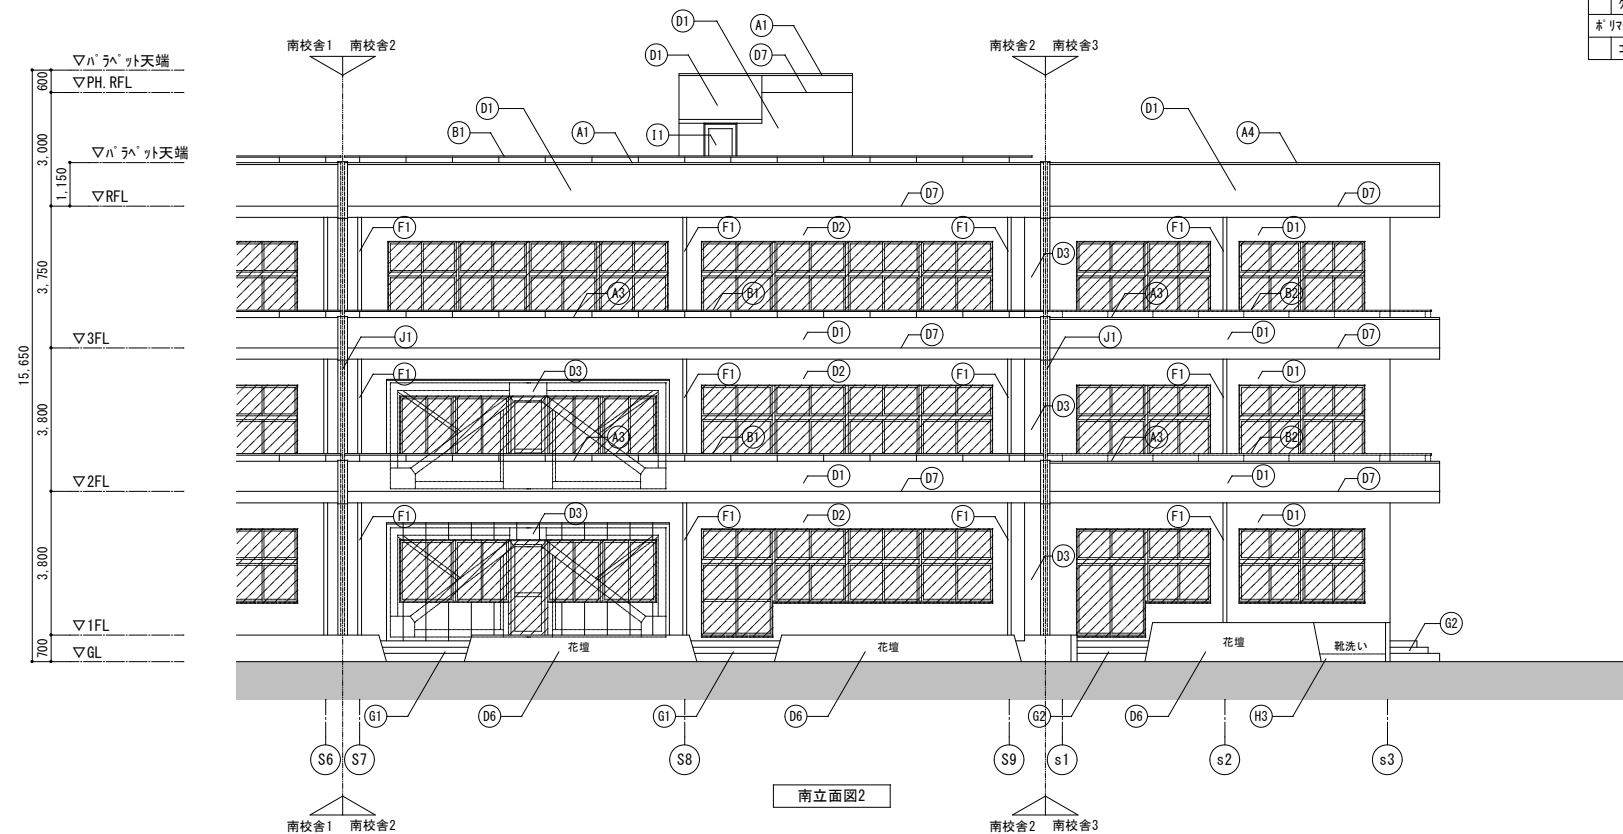 南校舎1 南校舎2
南校舎2 南校舎3
ポリマ
D1
A1
D1
D7
▽パラペット天端
▽PH.RFL
600
D1
D1
B1
A1
I1
A4
3,000
▽パラペット天端
1,150
▽RFL
D7
D7
F1
F1
D2
F1
F1
D1
D3
3,750
A3
B1
A3
B2
▽3FL
J1
D1
D7
J1
D1
D7
15,650
F1
D3
F1
D2
F1
F1
D1
3,800
D3
A3
B1
A3
B2
▽2FL
D1
D7
D1
D7
F1
D3
F1
D2
F1
F1
D1
3,800
D3
▽1FL
G2
700
▽GL
花壇
花壇
花壇
靴洗い
G1
D6
G1
D6
G2
D6
H3
S6
S7
S8
S9
s1
s2
s3
南立面図2
南校舎1 南校舎2
南校舎2 南校舎3